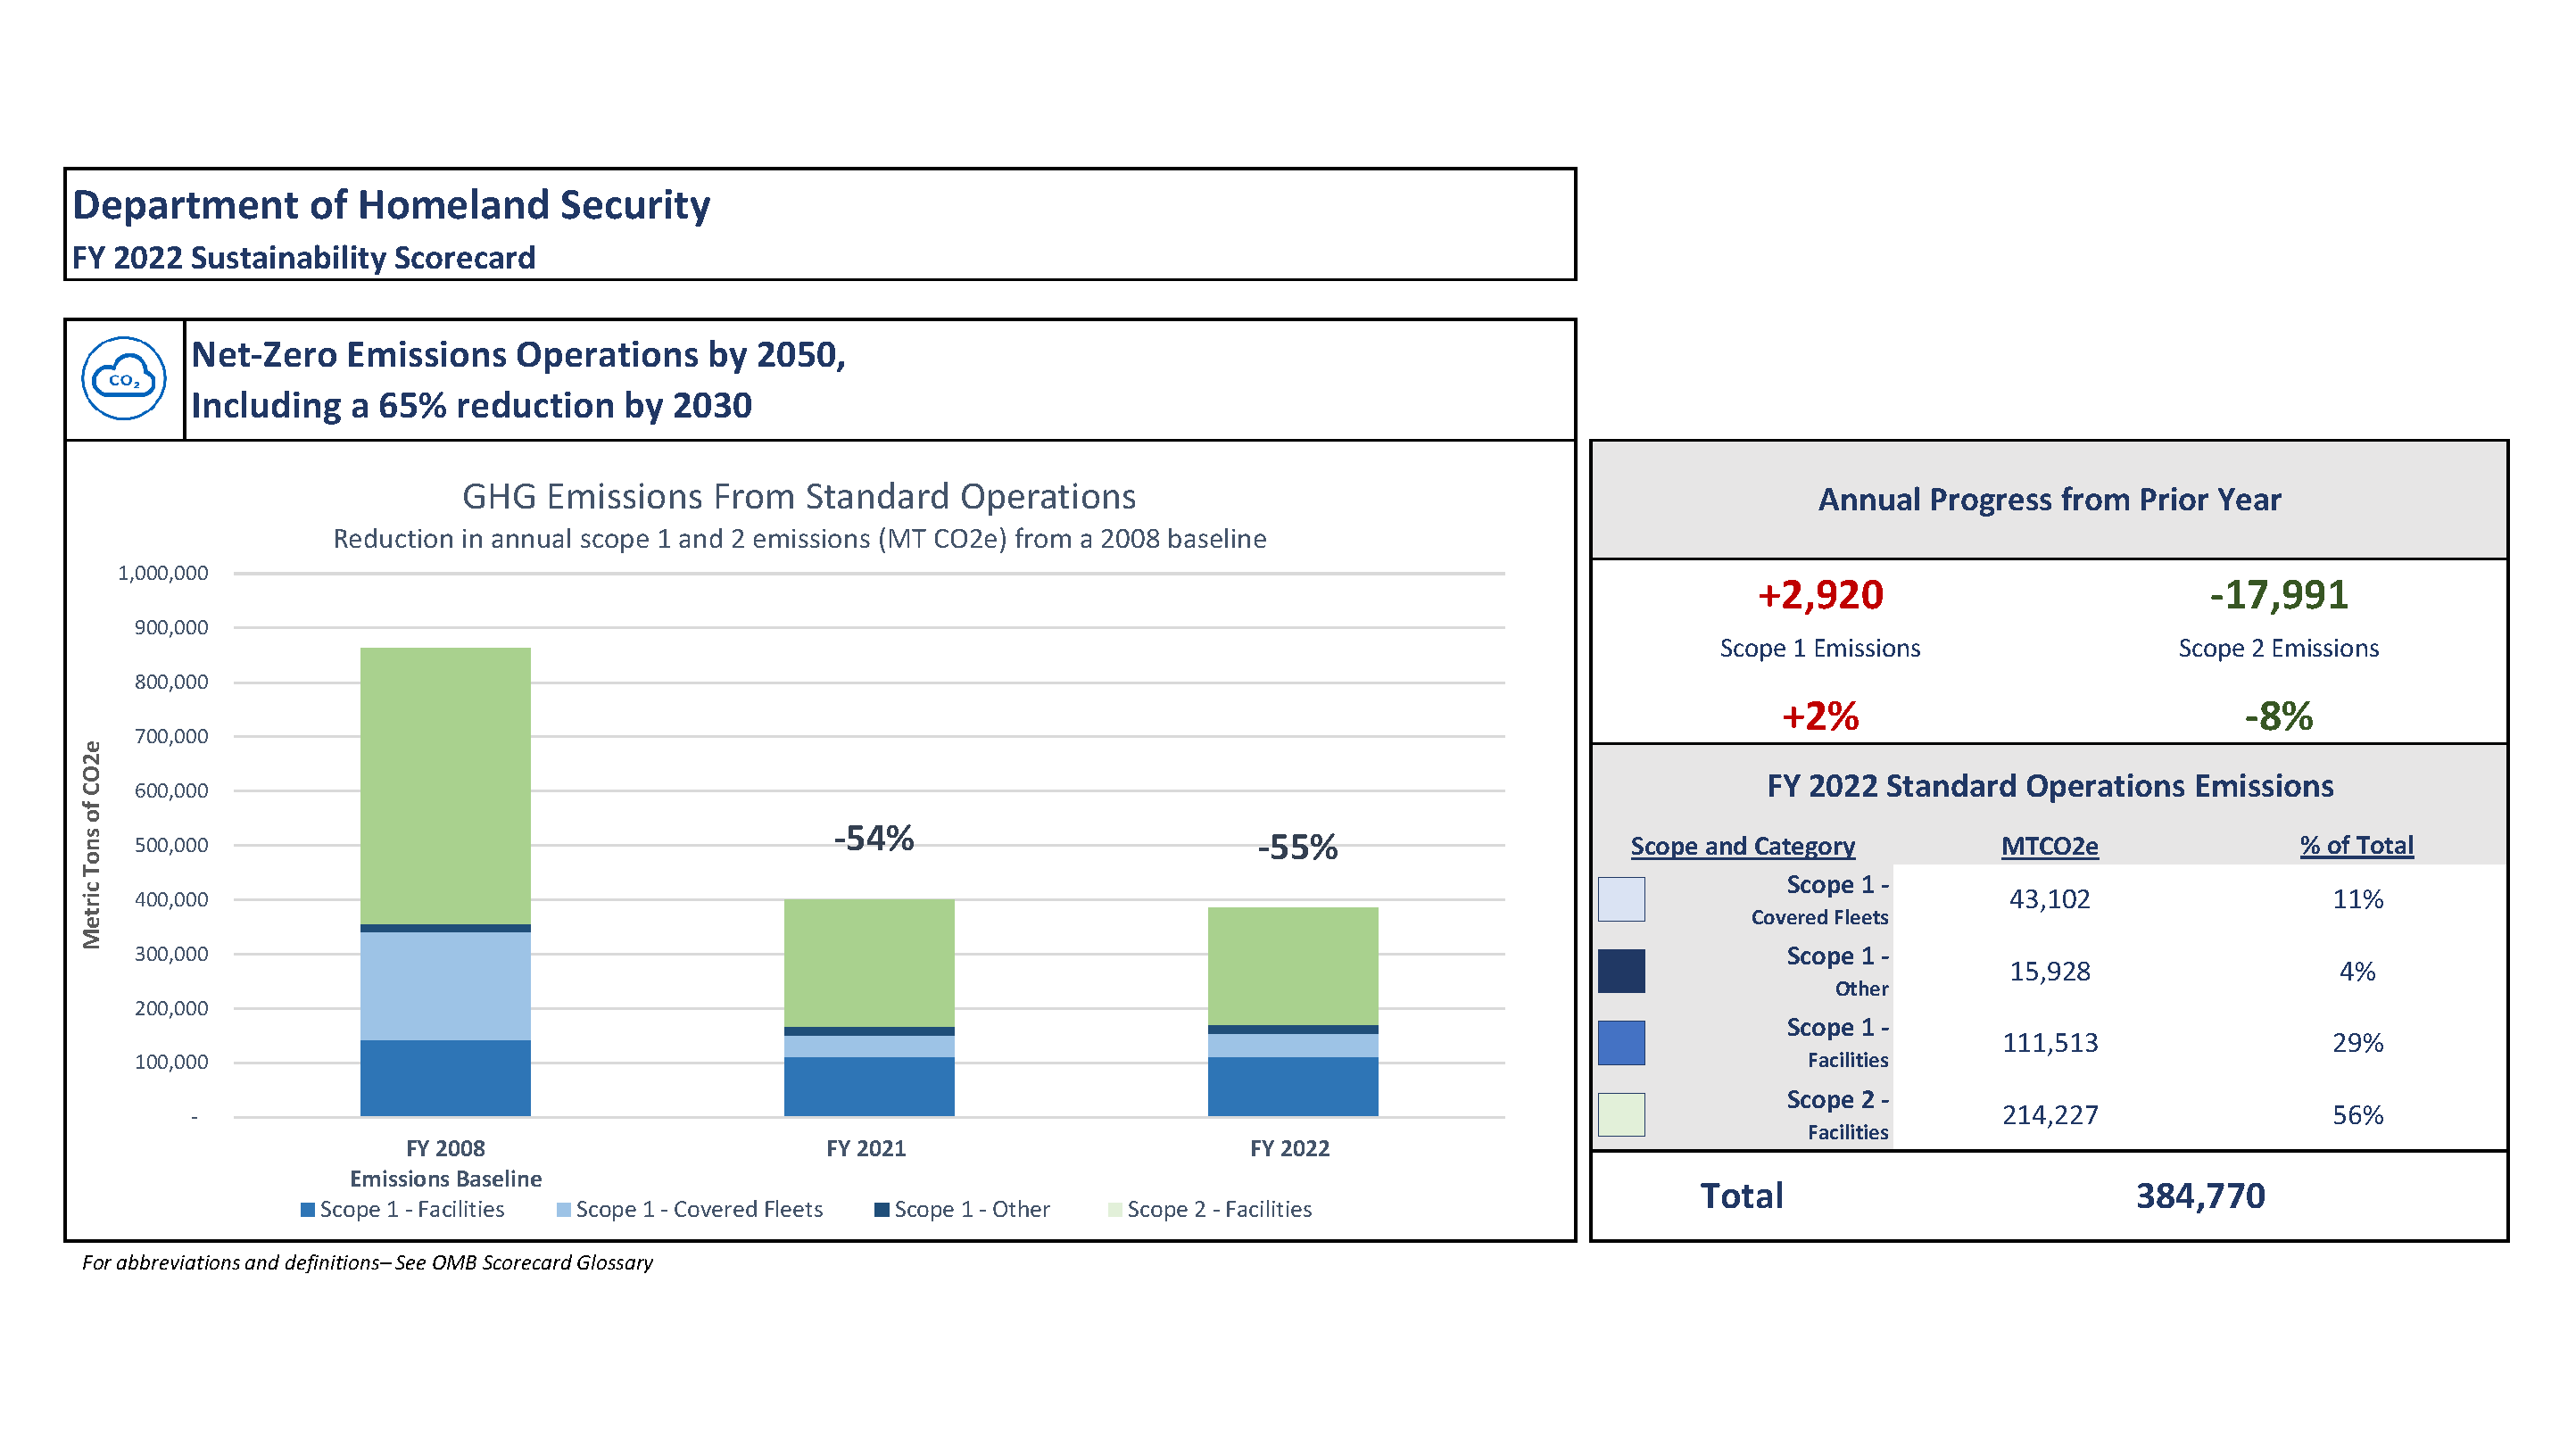 Department of Homeland Security
FY 2022 Sustainability Scorecard
CO₂
Net-Zero Emissions Operations by 2050,
Including a 65% reduction by 2030
GHG Emissions From Standard Operations
Reduction in annual scope 1 and 2 emissions (MT CO2e) from a 2008 baseline
Metric Tons of CO2e
1,000,000
900,000
800,000
700,000
600,000
500,000
400,000
300,000
200,000
100,000
-
-54%
-55%
FY 2008
Emissions Baseline
FY 2021
FY 2022
Scope 1 - Facilities
Scope 1 - Covered Fleets
Scope 1 - Other
Scope 2 - Facilities
Annual Progress from Prior Year
+2,920 -17,991
Scope 1 Emissions Scope 2 Emissions
+2% -8%
FY 2022 Standard Operations Emissions
Scope and Category MTCO2e % of Total
Scope 1 -
Covered Fleets 43,102 11%
Scope 1 -
Other 15,928 4%
Scope 1 -
Facilities 111,513 29%
Scope 2 -
Facilities 214,227 56%
Total 384,770
For abbreviations and definitions– See OMB Scorecard Glossary